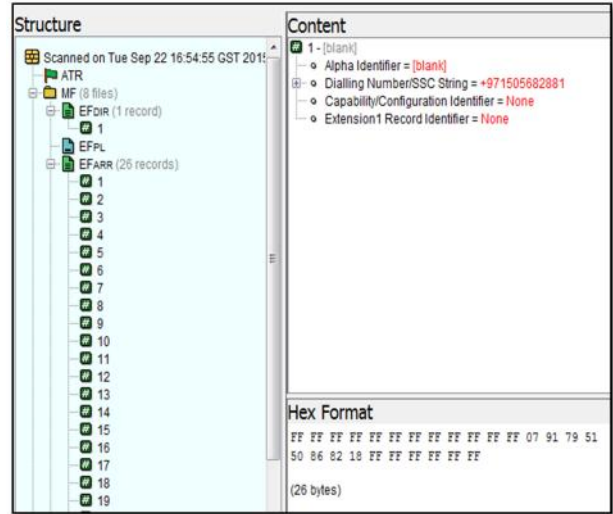 Structure
Scanned on Tue Sep 22 16:54:55 GST 2015
ATR
MF (8 files)
EFDIR (1 record)
# 1
EFPL
EFARR (26 records)
# 1
# 2
# 3
# 4
# 5
# 6
# 7
# 8
# 9
# 10
# 11
# 12
# 13
# 14
# 15
# 16
# 17
# 18
# 19
Content
# 1 - [blank]
Alpha Identifier = [blank]
Dialling Number/SSC String = +971505682881
Capability/Configuration Identifier = None
Extension1 Record Identifier = None
Hex Format
FF FF FF FF FF FF FF FF FF FF FF FF 07 91 79 51
50 86 82 18 FF FF FF FF FF FF
(26 bytes)